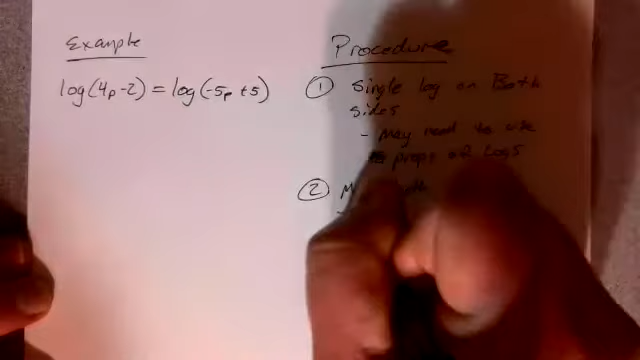 Example
log(4p-2) = log(-5p +5)
Procedure
① Single log on Both
sides
- May need to use
props of Logs
②